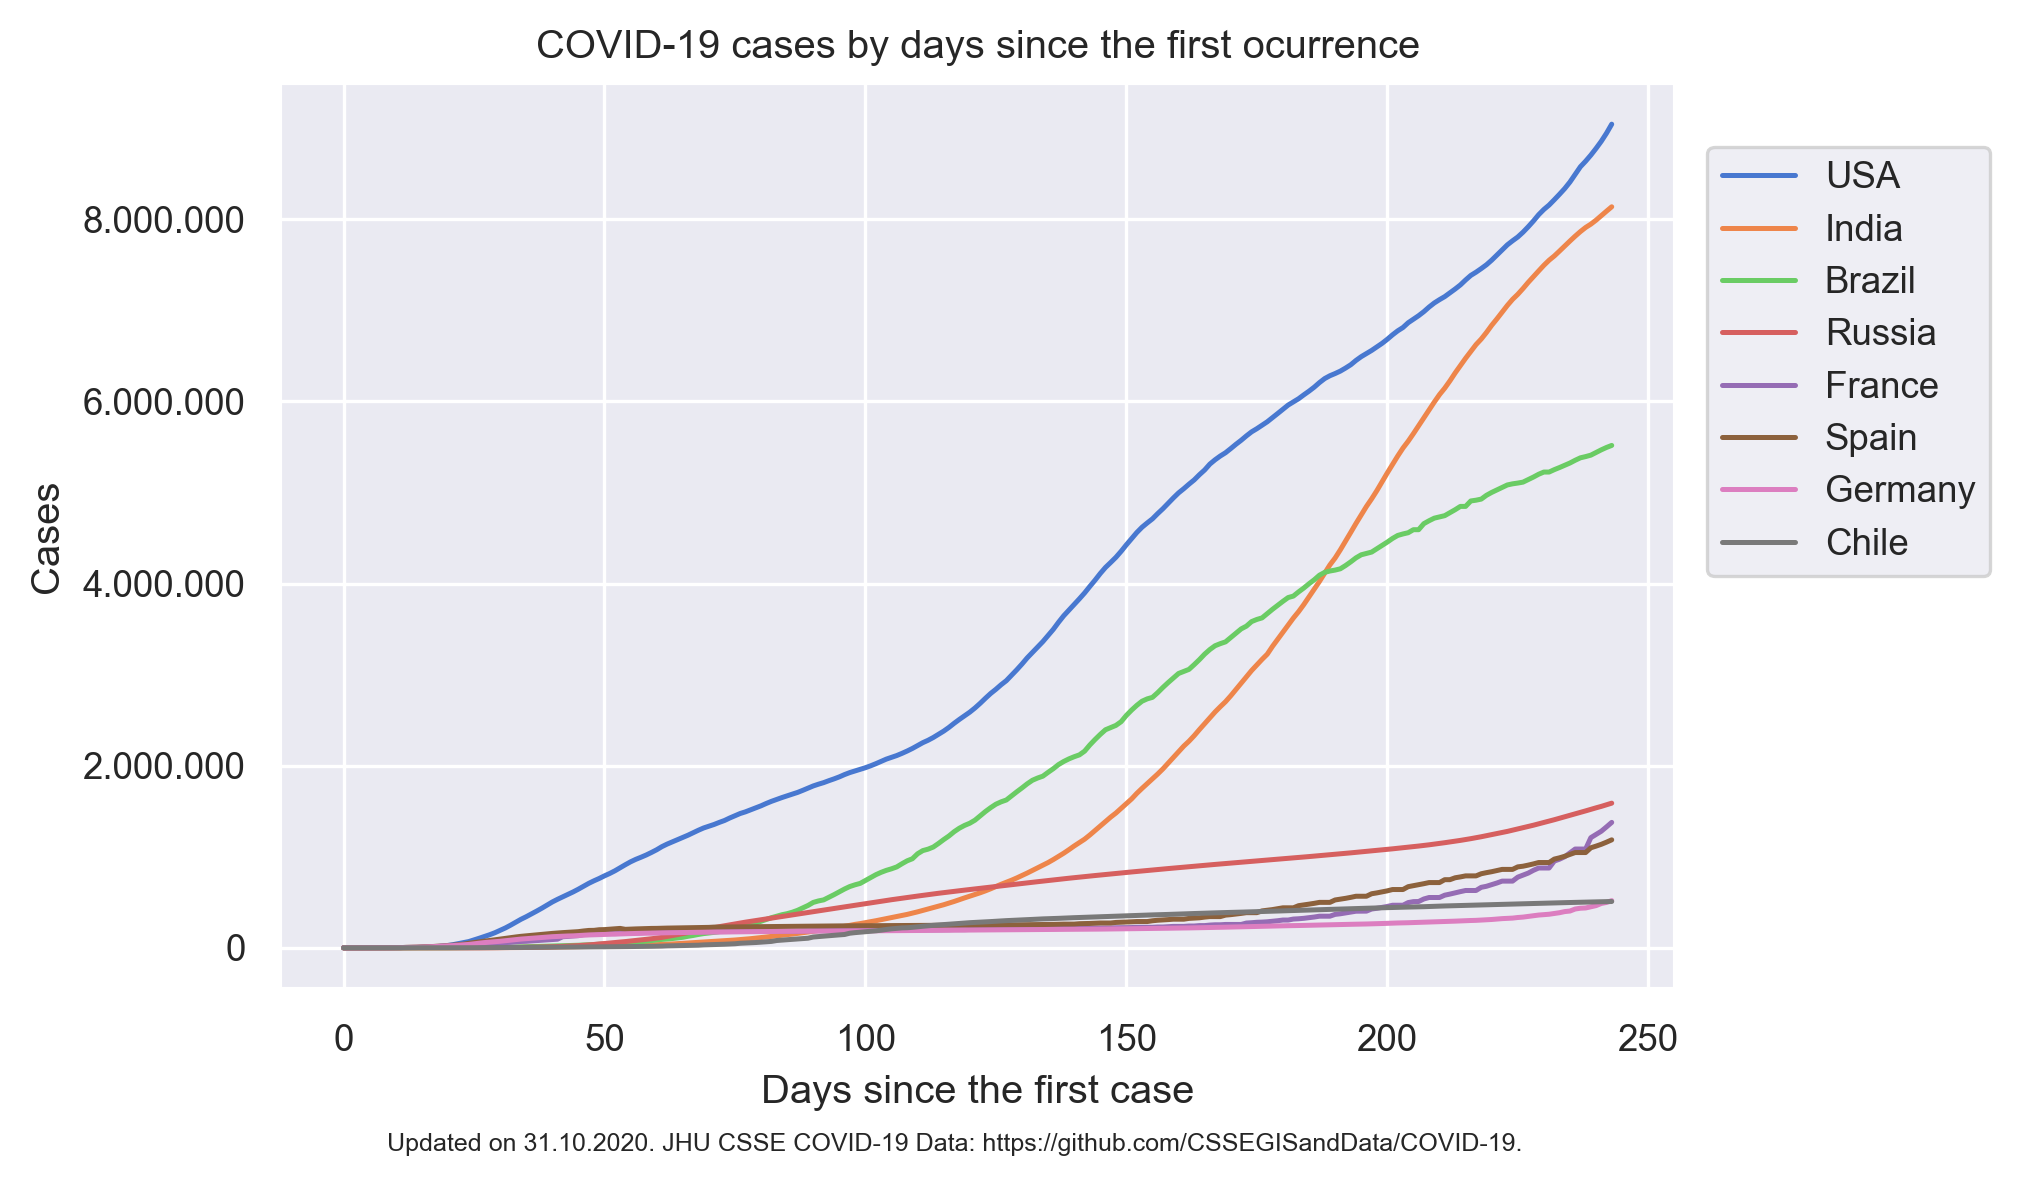 COVID-19 cases by days since the first ocurrence
Cases
8.000.000
6.000.000
4.000.000
2.000.000
0
0 50 100 150 200 250
Days since the first case
USA
India
Brazil
Russia
France
Spain
Germany
Chile
Updated on 31.10.2020. JHU CSSE COVID-19 Data: https://github.com/CSSEGISandData/COVID-19.